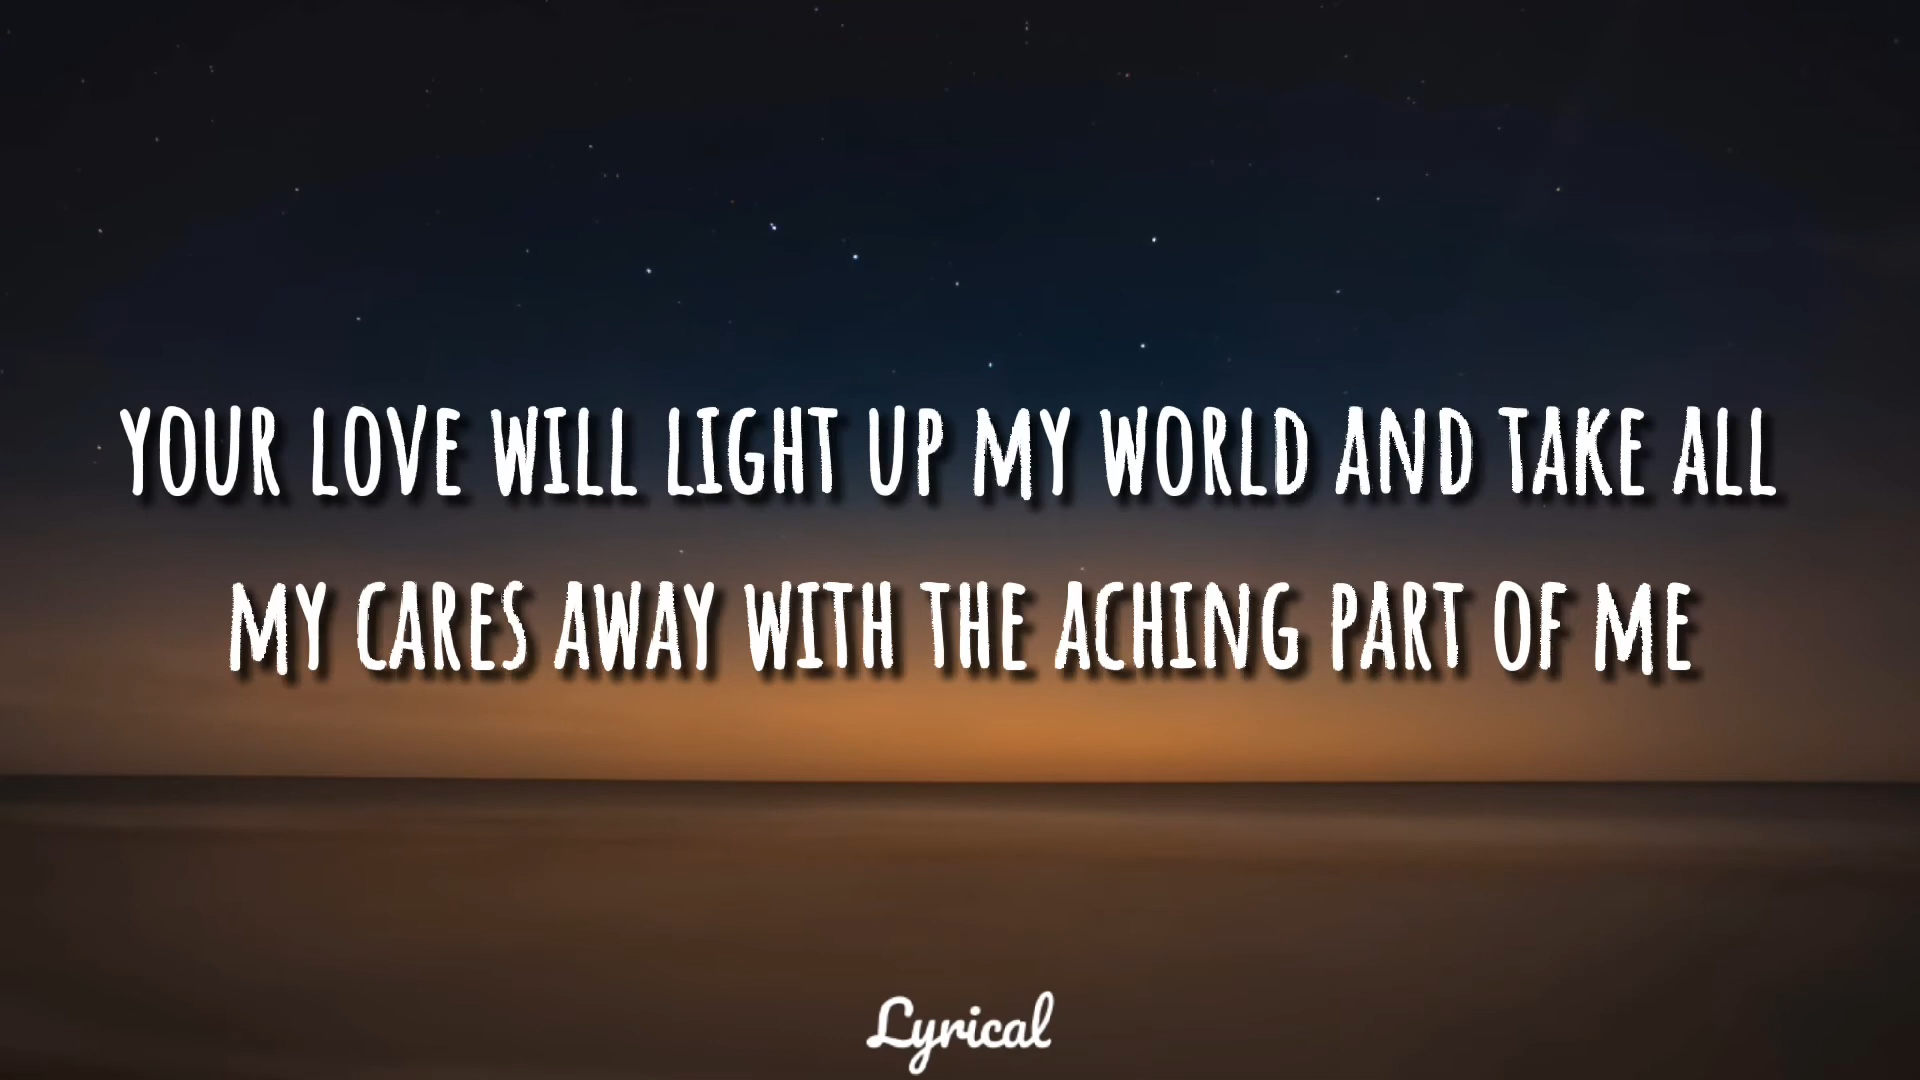 YOUR LOVE WILL LIGHT UP MY WORLD AND TAKE ALL
MY CARES AWAY WITH THE ACHING PART OF ME
Lyrical